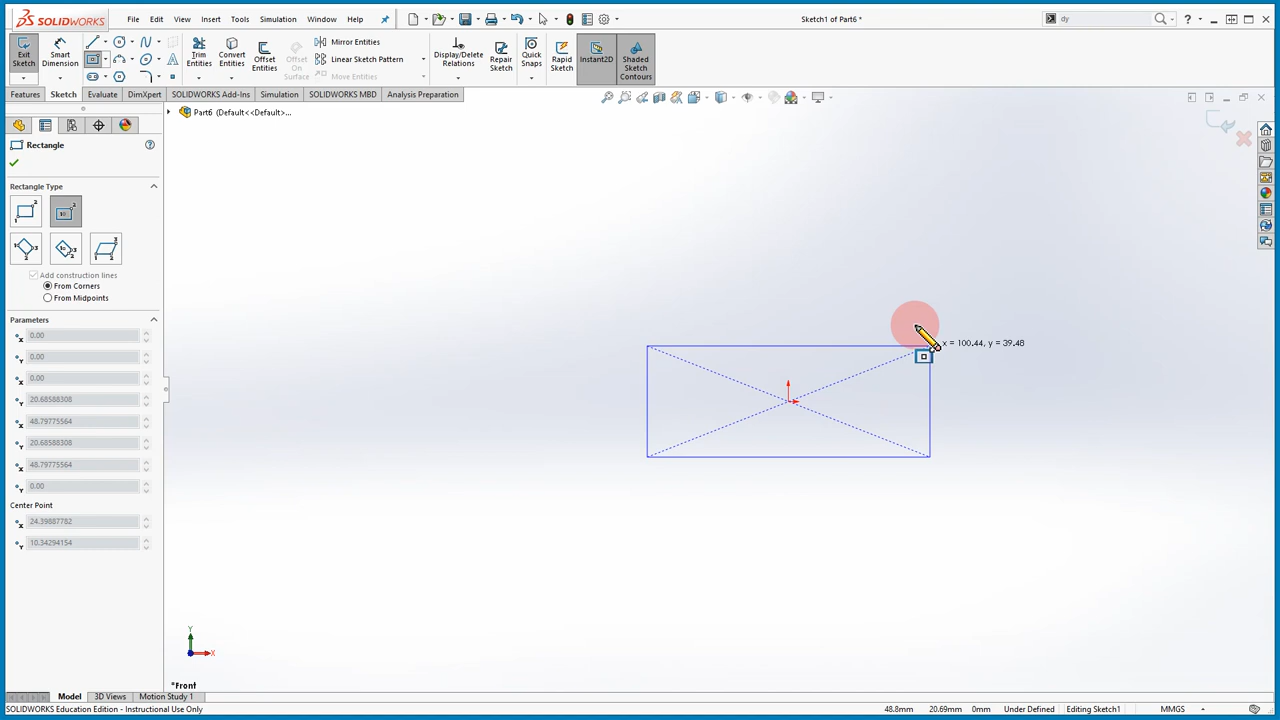 SOLIDWORKS File Edit View Insert Tools Simulation Window Help Sketch1 of Part6 * dy
Exit Sketch
Smart Dimension
Trim Entities
Convert Entities
Offset Entities
Offset On Surface
Mirror Entities
Linear Sketch Pattern
Move Entities
Display/Delete Relations
Repair Sketch
Quick Snaps
Rapid Sketch
Instant2D
Shaded Sketch Contours
Features Sketch Evaluate DimXpert SOLIDWORKS Add-Ins Simulation SOLIDWORKS MBD Analysis Preparation
Part6 (Default<<Default>...
Rectangle
Rectangle Type
Add construction lines
From Corners
From Midpoints
Parameters
0.00
0.00
0.00
20.68588308
48.79775564
20.68588308
48.79775564
0.00
Center Point
24.39887782
10.34294154
x = 100.44, y = 39.48
Y
X
*Front
Model 3D Views Motion Study 1
SOLIDWORKS Education Edition - Instructional Use Only 48.8mm 20.69mm 0mm Under Defined Editing Sketch1 MMGS